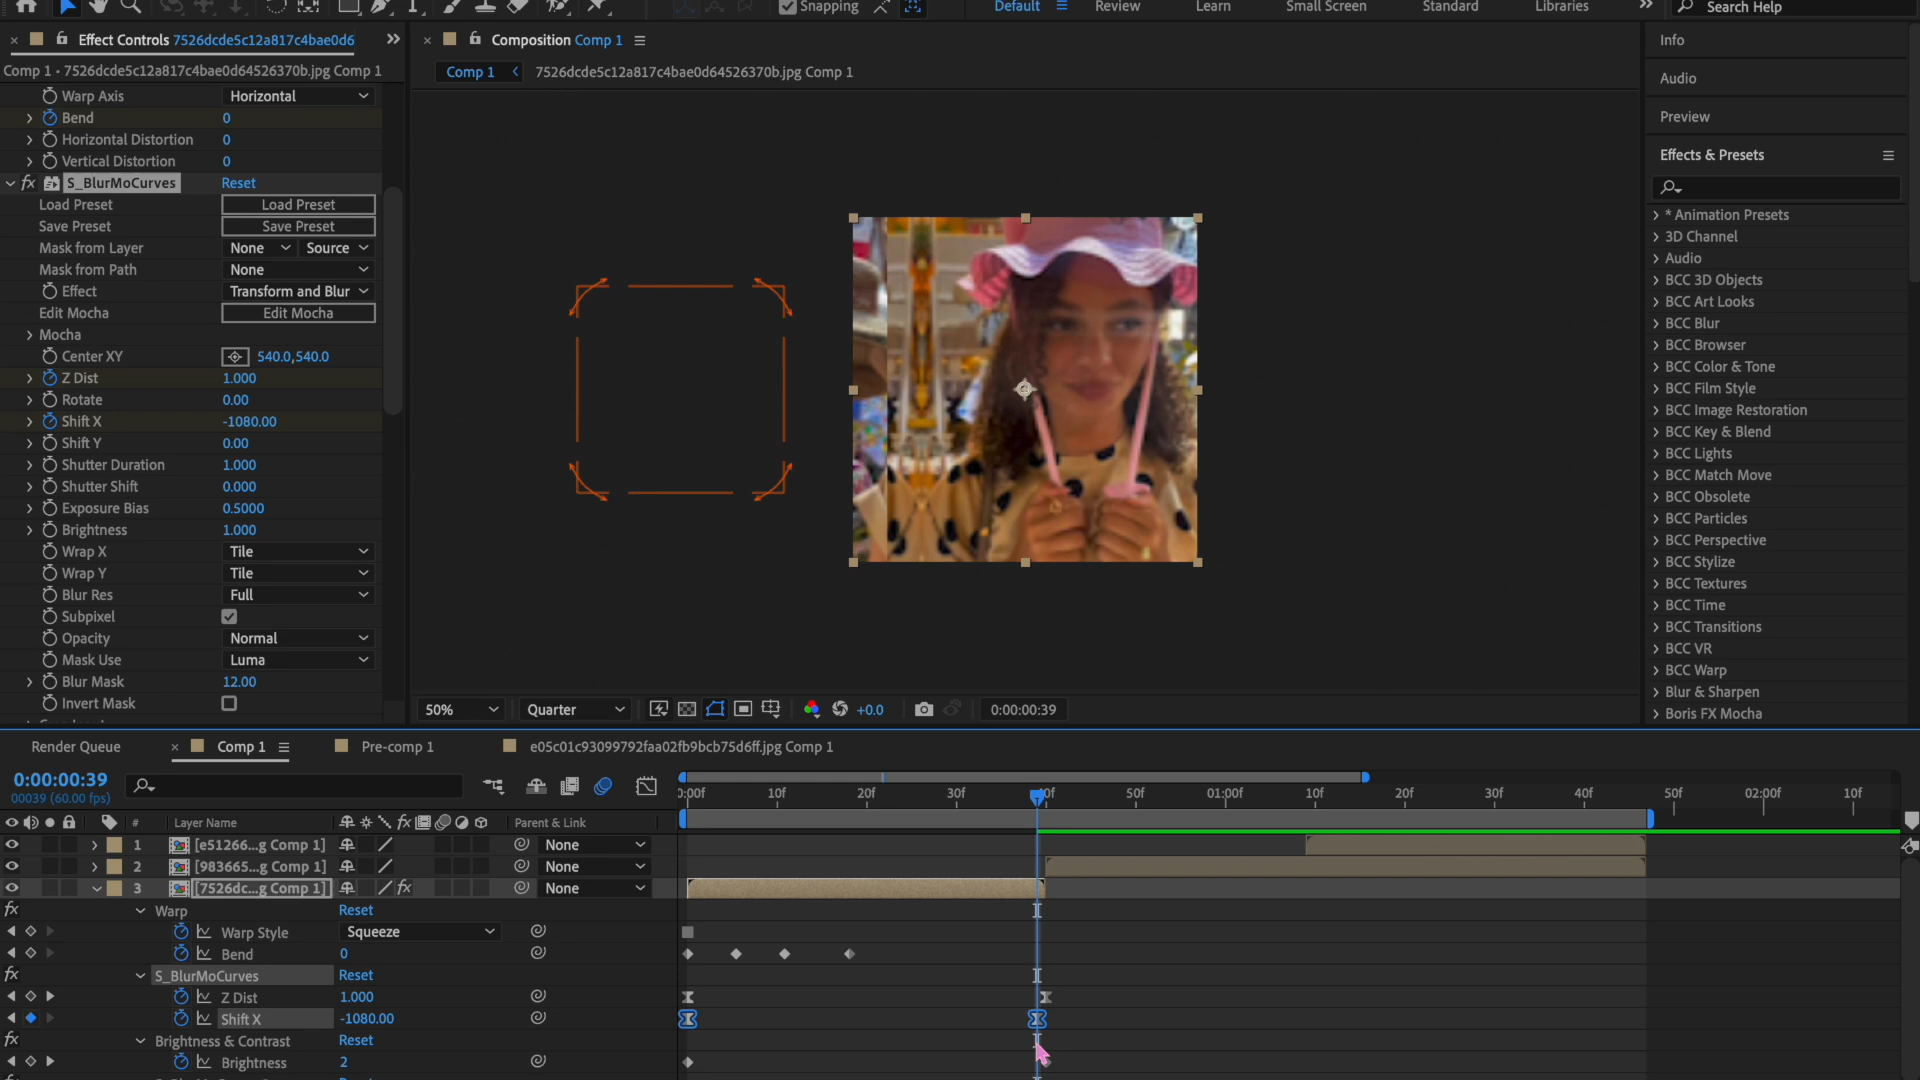 Snapping
Default
Review
Learn
Small Screen
Standard
Libraries
Search Help
Effect Controls 7526dcde5c12a817c4bae0d6
Composition Comp 1
Info
Comp 1 • 7526dcde5c12a817c4bae0d64526370b.jpg Comp 1
Comp 1
7526dcde5c12a817c4bae0d64526370b.jpg Comp 1
Audio
Warp Axis Horizontal
Bend 0
Preview
Horizontal Distortion 0
Vertical Distortion 0
Effects & Presets
fx S_BlurMoCurves Reset
Load Preset Load Preset
Save Preset Save Preset
Mask from Layer None Source
Mask from Path None
Effect Transform and Blur
Edit Mocha Edit Mocha
Mocha
Center XY 540.0,540.0
Z Dist 1.000
Rotate 0.00
Shift X -1080.00
Shift Y 0.00
Shutter Duration 1.000
Shutter Shift 0.000
Exposure Bias 0.5000
Brightness 1.000
Wrap X Tile
Wrap Y Tile
Blur Res Full
Subpixel
Opacity Normal
Mask Use Luma
Blur Mask 12.00
Invert Mask
* Animation Presets
3D Channel
Audio
BCC 3D Objects
BCC Art Looks
BCC Blur
BCC Browser
BCC Color & Tone
BCC Film Style
BCC Image Restoration
BCC Key & Blend
BCC Lights
BCC Match Move
BCC Obsolete
BCC Particles
BCC Perspective
BCC Stylize
BCC Textures
BCC Time
BCC Transitions
BCC VR
BCC Warp
Blur & Sharpen
Boris FX Mocha
50% Quarter +0.0 0:00:00:39
Render Queue
Comp 1
Pre-comp 1
e05c01c93099792faa02fb9bcb75d6ff.jpg Comp 1
0:00:00:39
00039 (60.00 fps)
0:00f 10f 20f 30f 40f 50f 01:00f 10f 20f 30f 40f 50f 02:00f 10f
# Layer Name fx Parent & Link
1 [e51266...g Comp 1] None
2 [983665...g Comp 1] None
3 [7526dc...g Comp 1] fx None
fx Warp Reset
Warp Style Squeeze
Bend 0
fx S_BlurMoCurves Reset
Z Dist 1.000
Shift X -1080.00
fx Brightness & Contrast Reset
Brightness 2